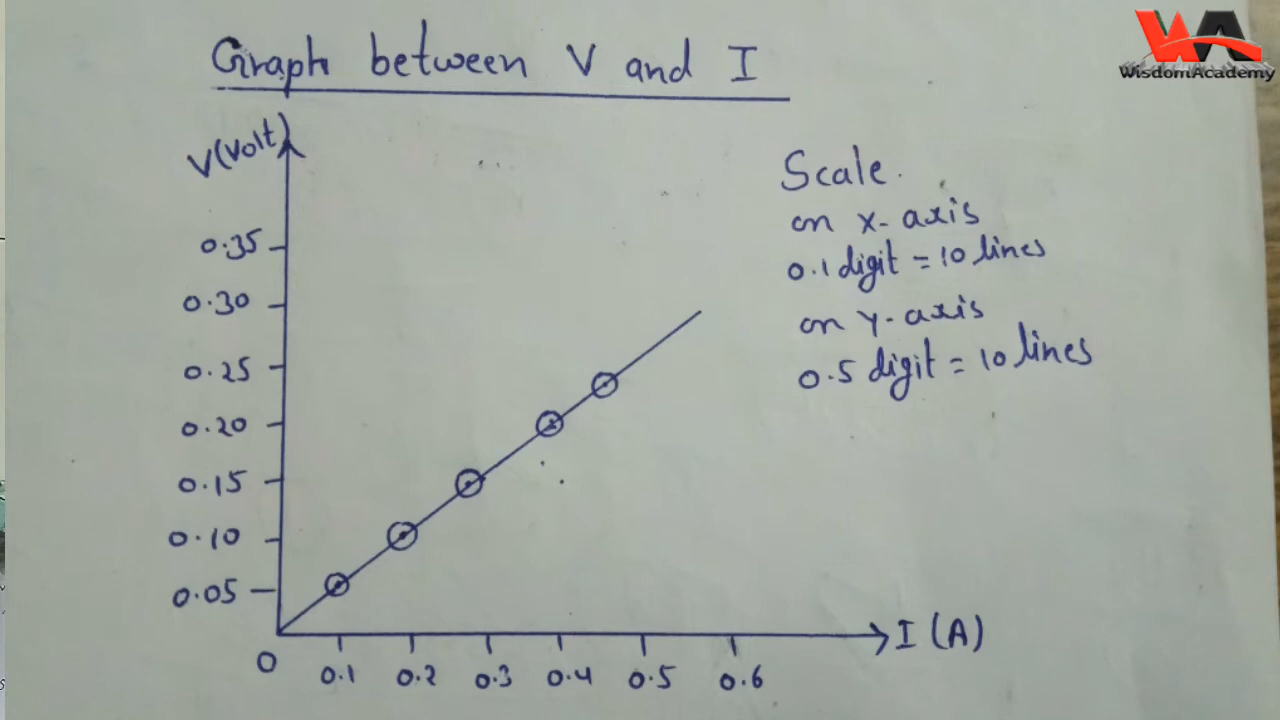 Graph between V and I
WA
WisdomAcademy
V(Volt)
Scale.
on x-axis
0.1 digit = 10 lines
on y-axis
0.5 digit = 10 lines
0.35
0.30
0.25
0.20
0.15
0.10
0.05
0
0.1 0.2 0.3 0.4 0.5 0.6
I (A)